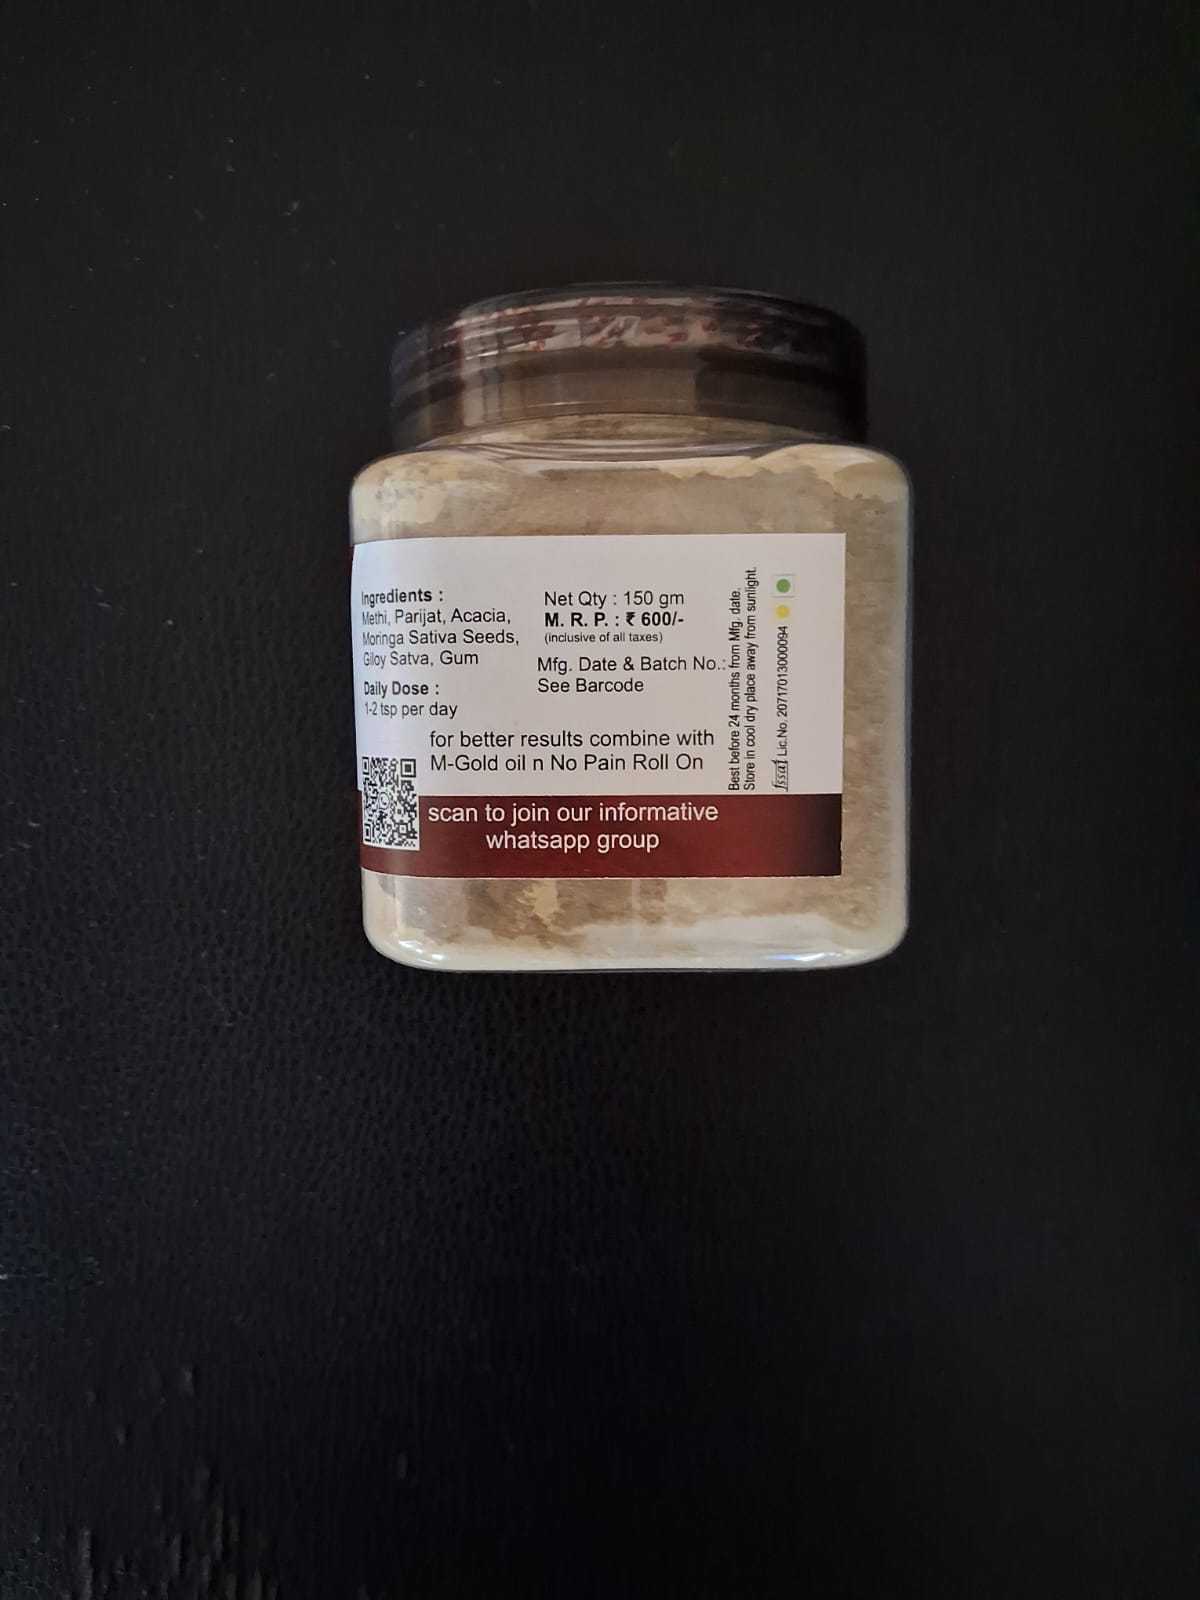 Ingredients :
Methi, Parijat, Acacia,
Moringa Sativa Seeds,
Giloy Satva, Gum
Daily Dose :
1-2 tsp per day
Net Qty : 150 gm
M. R. P. : ₹ 600/-
(inclusive of all taxes)
Mfg. Date & Batch No.:
See Barcode
for better results combine with
M-Gold oil n No Pain Roll On
scan to join our informative
whatsapp group
Best before 24 months from Mfg. date.
Store in cool dry place away from sunlight.
fssai Lic.No. 20717013000094